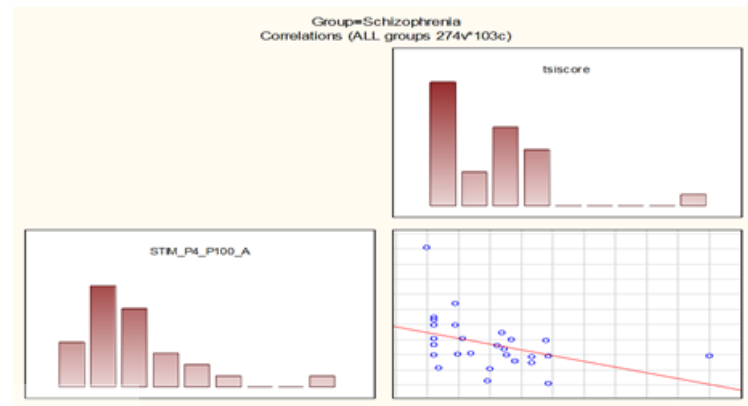 Group=Schizophrenia
Correlations (ALL groups 274v*103c)
tsiscore
STIM_P4_P100_A